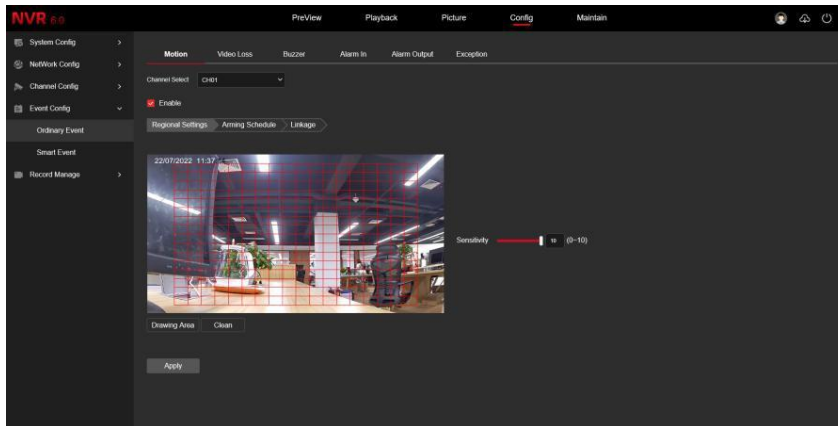 NVR 6.0 PreView Playback Picture Config Maintain
System Config
NetWork Config
Channel Config
Event Config
Ordinary Event
Smart Event
Record Manage
Motion Video Loss Buzzer Alarm In Alarm Output Exception
Channel Select CH01
Enable
Regional Settings Arming Schedule Linkage
22/07/2022 11:37
Sensitivity 10 (0~10)
Drawing Area Clean
Apply